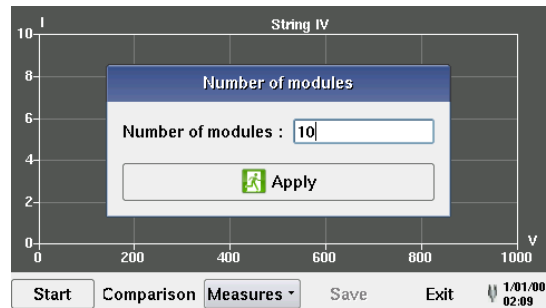 I
String IV
10
8
6
4
2
0
Number of modules
Number of modules : 10
Apply
0 200 400 600 800 1000
V
Start Comparison Measures Save Exit 1/01/00
02:09